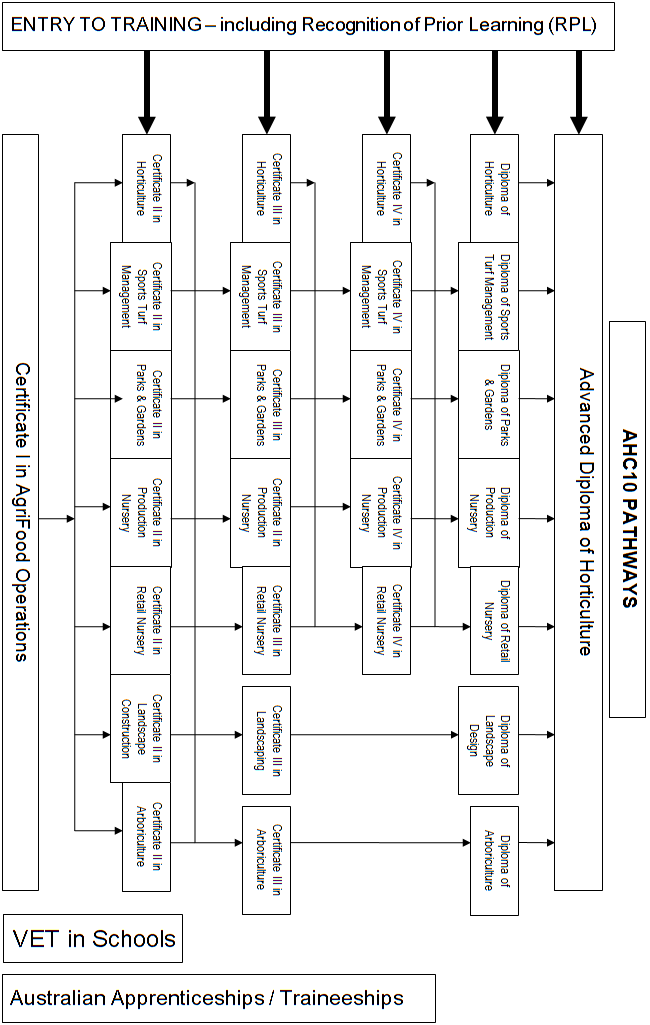 ENTRY TO TRAINING – including Recognition of Prior Learning (RPL)
Certificate I in AgriFood Operations
Certificate II in
Horticulture
Certificate II in
Sports Turf
Management
Certificate II in
Parks & Gardens
Certificate II in
Production
Nursery
Certificate II in
Retail Nursery
Certificate II in
Landscape
Construction
Certificate II in
Arboriculture
Certificate III in
Horticulture
Certificate III in
Sports Turf
Management
Certificate III in
Parks & Gardens
Certificate II in
Production
Nursery
Certificate III in
Retail Nursery
Certificate III in
Landscaping
Certificate III in
Arboriculture
Certificate IV in
Horticulture
Certificate IV in
Sports Turf
Management
Certificate IV in
Parks & Gardens
Certificate IV in
Production
Nursery
Certificate IV in
Retail Nursery
Diploma of
Horticulture
Diploma of Sports
Turf Management
Diploma of Parks
& Gardens
Diploma of
Production
Nursery
Diploma of Retail
Nursery
Diploma of
Landscape
Design
Diploma of
Arboriculture
Advanced Diploma of Horticulture
AHC10 PATHWAYS
VET in Schools
Australian Apprenticeships / Traineeships